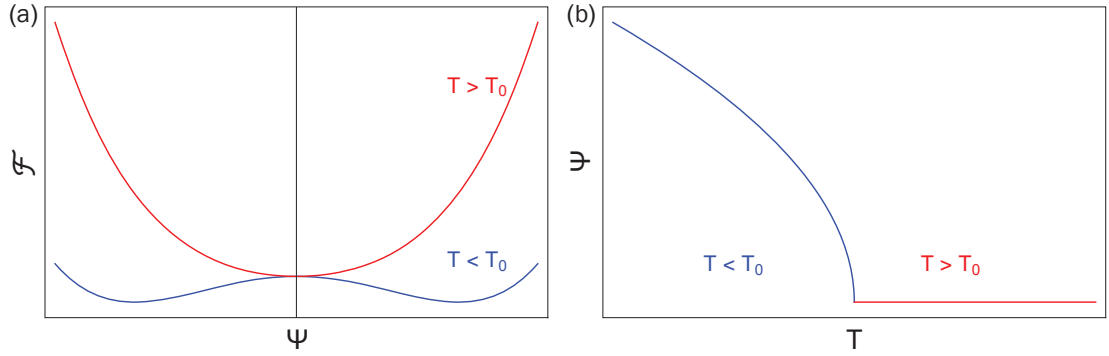 (a)
T > T₀
ℱ
T < T₀
Ψ
(b)
Ψ
T < T₀
T > T₀
T